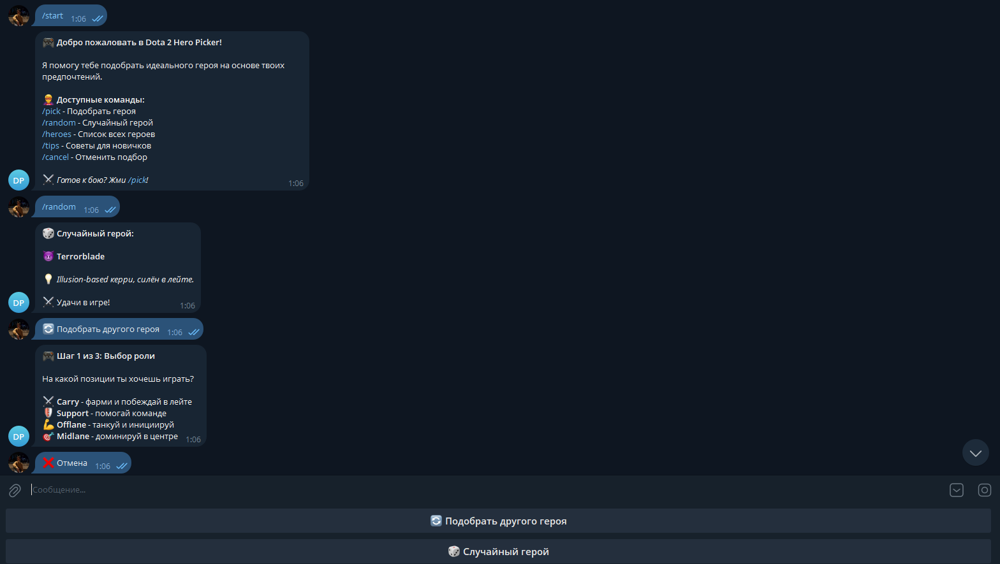 /start 1:06
Добро пожаловать в Dota 2 Hero Picker!
Я помогу тебе подобрать идеального героя на основе твоих
предпочтений.
Доступные команды:
/pick - Подобрать героя
/random - Случайный герой
/heroes - Список всех героев
/tips - Советы для новичков
/cancel - Отменить подбор
DP
Готов к бою? Жми /pick!
1:06
/random 1:06
Случайный герой:
Terrorblade
Illusion-based керри, силён в лейте.
DP
Удачи в игре!
1:06
Подобрать другого героя 1:06
Шаг 1 из 3: Выбор роли
На какой позиции ты хочешь играть?
Carry - фарми и побеждай в лейте
Support - помогай команде
Offlane - танкуй и инициируй
DP
Midlane - доминируй в центре 1:06
Отмена 1:06
Сообщение...
Подобрать другого героя
Случайный герой